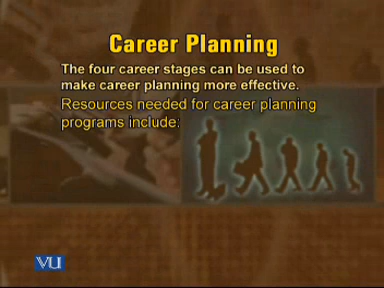 Career Planning
The four career stages can be used to
make career planning more effective.
Resources needed for career planning
programs include:
VU